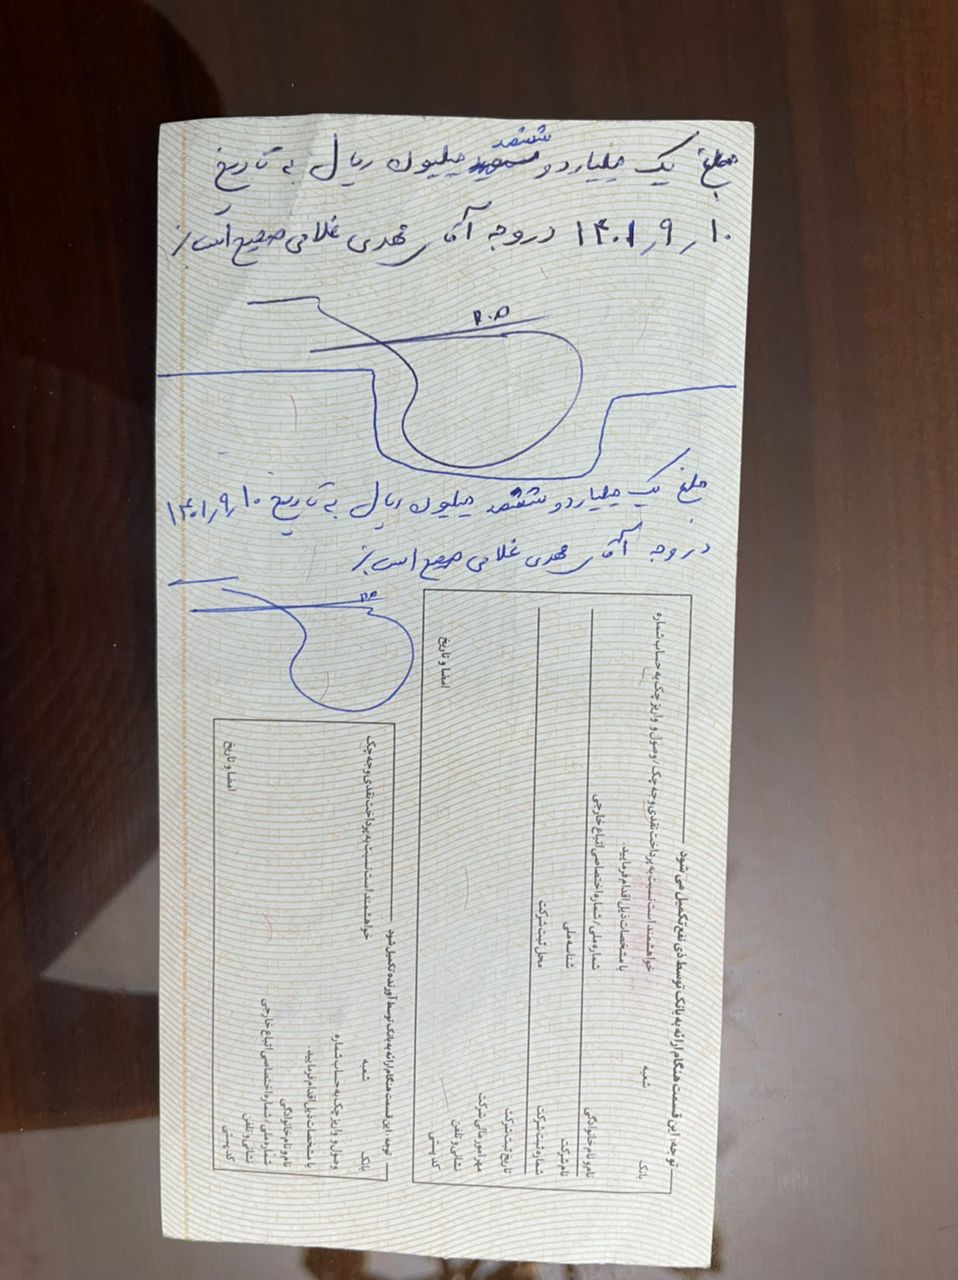 مبلغ یک میلیارد و ششصد میلیون ریال به تاریخ
۱۴۰۱٫۹٫۱۰ در وجه آقای مهدی غلامی صحیح است
مبلغ یک میلیارد و ششصد میلیون ریال به تاریخ ۱۴۰۱٫۹٫۱۰
در وجه آقای مهدی غلامی صحیح است
توجه: این قسمت هنگام ارائه به بانک توسط ذی نفع تکمیل می شود
بانک شعبه
خواهشمند است نسبت به پرداخت نقدی وجه چک / وصول و واریز چک به حساب شماره
با مشخصات ذیل اقدام فرمایید.
نام و نام خانوادگی شماره ملی / شماره اختصاصی اتباع خارجی
نام شرکت شناسه ملی
شماره ثبت شرکت محل ثبت شرکت
تاریخ ثبت شرکت
مهر امور مالی شرکت
نشانی و تلفن
کد پستی امضا و تاریخ
توجه: این قسمت هنگام ارائه به بانک توسط آورنده تکمیل شود
بانک شعبه خواهشمند است نسبت به پرداخت نقدی وجه چک
وصول و واریز چک به حساب شماره
با مشخصات ذیل اقدام فرمایید.
نام و نام خانوادگی
شماره ملی / شماره اختصاصی اتباع خارجی
نشانی و تلفن
کد پستی امضا و تاریخ